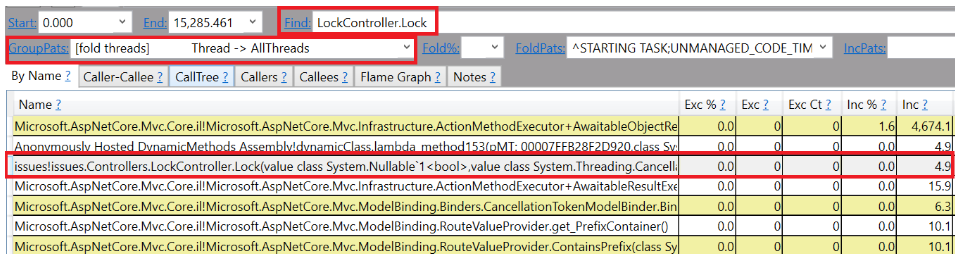 Start: 0.000 End: 15,285.461 Find: LockController.Lock
GroupPats: [fold threads] Thread -> AllThreads Fold%: FoldPats: ^STARTING TASK;UNMANAGED_CODE_TIM IncPats:
By Name ? Caller-Callee ? CallTree ? Callers ? Callees ? Flame Graph ? Notes ?
Name ? Exc % ? Exc ? Exc Ct ? Inc % ? Inc ?
Microsoft.AspNetCore.Mvc.Core.il!Microsoft.AspNetCore.Mvc.Infrastructure.ActionMethodExecutor+AwaitableObjectRe 0.0 0 0 1.6 4,674.1
Anonymously Hosted DynamicMethods Assembly!dynamicClass.lambda_method153(pMT: 00007FFB28F2D920,class Sy 0.0 0 0 0.0 4.9
issues!issues.Controllers.LockController.Lock(value class System.Nullable`1<bool>,value class System.Threading.Cancella 0.0 0 0 0.0 4.9
Microsoft.AspNetCore.Mvc.Core.il!Microsoft.AspNetCore.Mvc.Infrastructure.ActionMethodExecutor+AwaitableResultExe 0.0 0 0 0.0 15.9
Microsoft.AspNetCore.Mvc.Core.il!Microsoft.AspNetCore.Mvc.ModelBinding.Binders.CancellationTokenModelBinder.Bin 0.0 0 0 0.0 6.3
Microsoft.AspNetCore.Mvc.Core.il!Microsoft.AspNetCore.Mvc.ModelBinding.RouteValueProvider.get_PrefixContainer() 0.0 0 0 0.0 10.1
Microsoft.AspNetCore.Mvc.Core.il!Microsoft.AspNetCore.Mvc.ModelBinding.RouteValueProvider.ContainsPrefix(class Sy 0.0 0 0 0.0 10.1